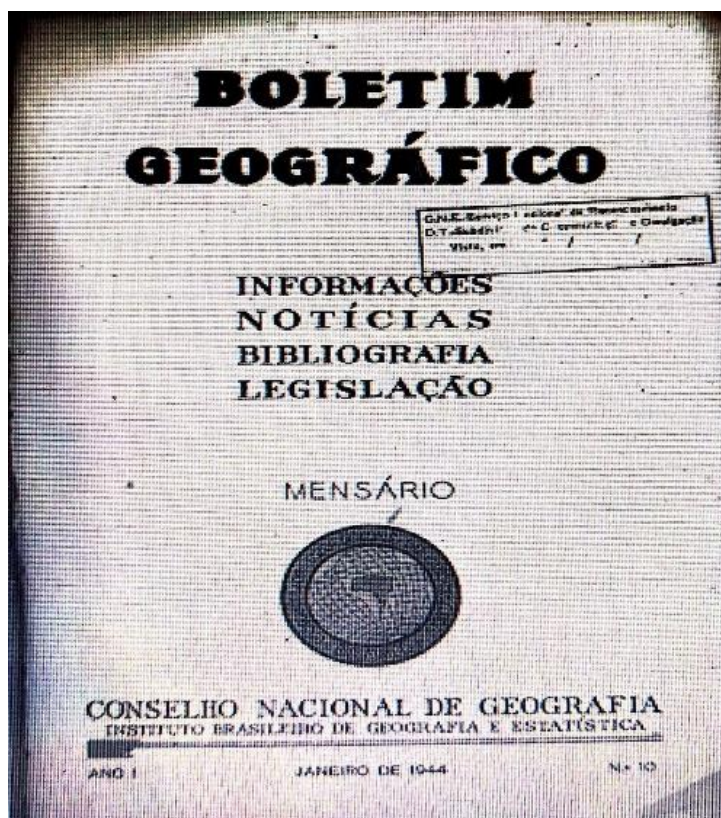 BOLETIM
GEOGRÁFICO
INFORMAÇÕES
NOTÍCIAS
BIBLIOGRAFIA
LEGISLAÇÃO
MENSÁRIO
CONSELHO NACIONAL DE GEOGRAFIA
INSTITUTO BRASILEIRO DE GEOGRAFIA E ESTATÍSTICA
ANO I
JANEIRO DE 1944
N.º 10